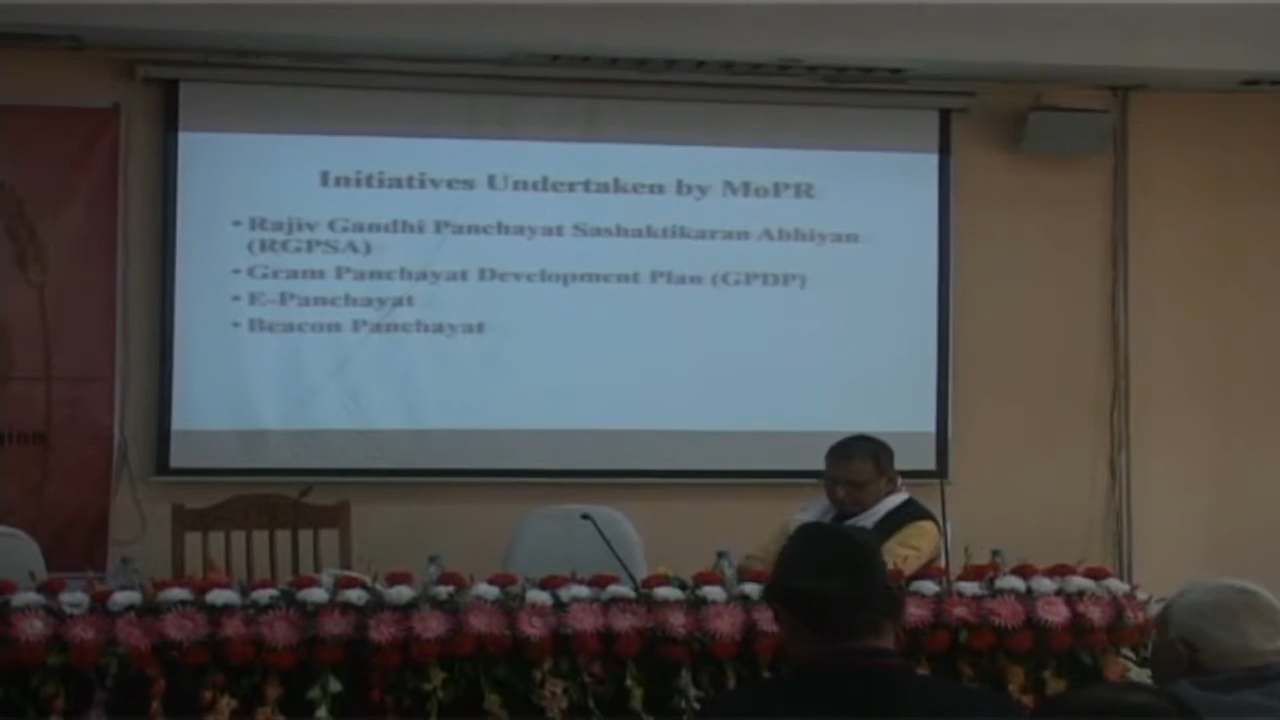 Initiatives Undertaken by MoPR
• Rajiv Gandhi Panchayat Sashaktikaran Abhiyan
(RGPSA)
• Gram Panchayat Development Plan (GPDP)
• E-Panchayat
• Beacon Panchayat